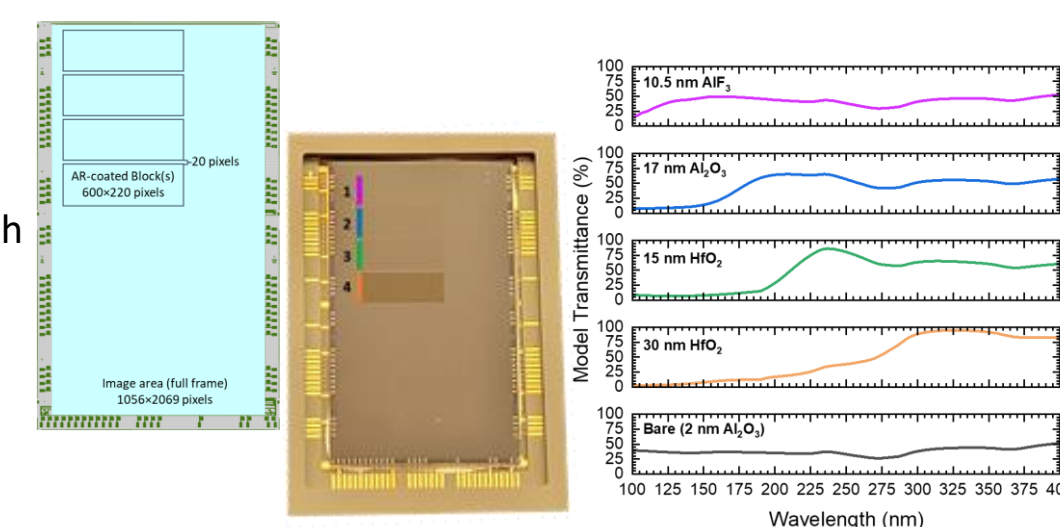 h
20 pixels
AR-coated Block(s)
600×220 pixels
Image area (full frame)
1056×2069 pixels
1
2
3
4
Model Transmittance (%)
100
75
50
25
0
10.5 nm AlF₃
100
75
50
25
0
17 nm Al₂O₃
100
75
50
25
0
15 nm HfO₂
100
75
50
25
0
30 nm HfO₂
100
75
50
25
0
Bare (2 nm Al₂O₃)
100 125 150 175 200 225 250 275 300 325 350 375 40
Wavelength (nm)